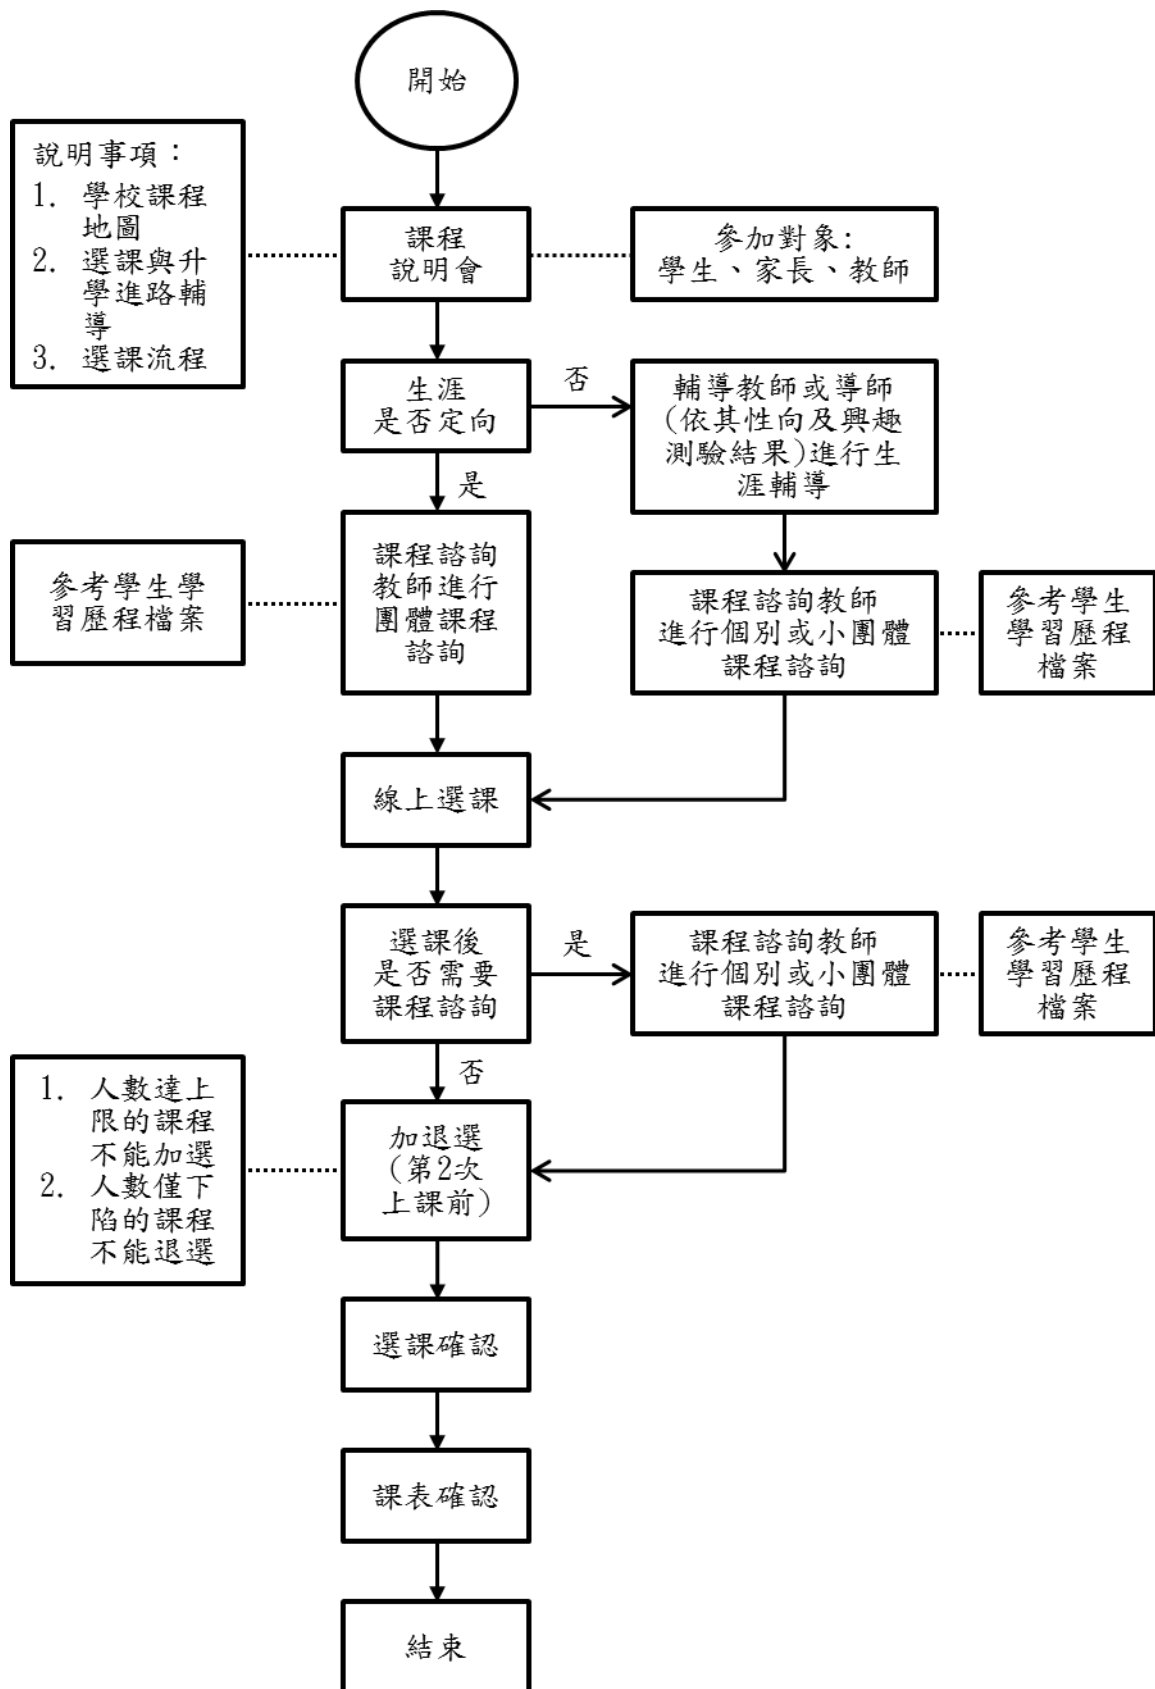 開始
說明事項：
1. 學校課程
地圖
2. 選課與升
學進路輔
導
3. 選課流程
課程
說明會
參加對象:
學生、家長、教師
生涯
是否定向
否
輔導教師或導師
(依其性向及興趣
測驗結果)進行生
涯輔導
是
參考學生學
習歷程檔案
課程諮詢
教師進行
團體課程
諮詢
課程諮詢教師
進行個別或小團體
課程諮詢
參考學生
學習歷程
檔案
線上選課
選課後
是否需要
課程諮詢
是
課程諮詢教師
進行個別或小團體
課程諮詢
參考學生
學習歷程
檔案
否
1. 人數達上
限的課程
不能加選
2. 人數僅下
陷的課程
不能退選
加退選
(第2次
上課前)
選課確認
課表確認
結束